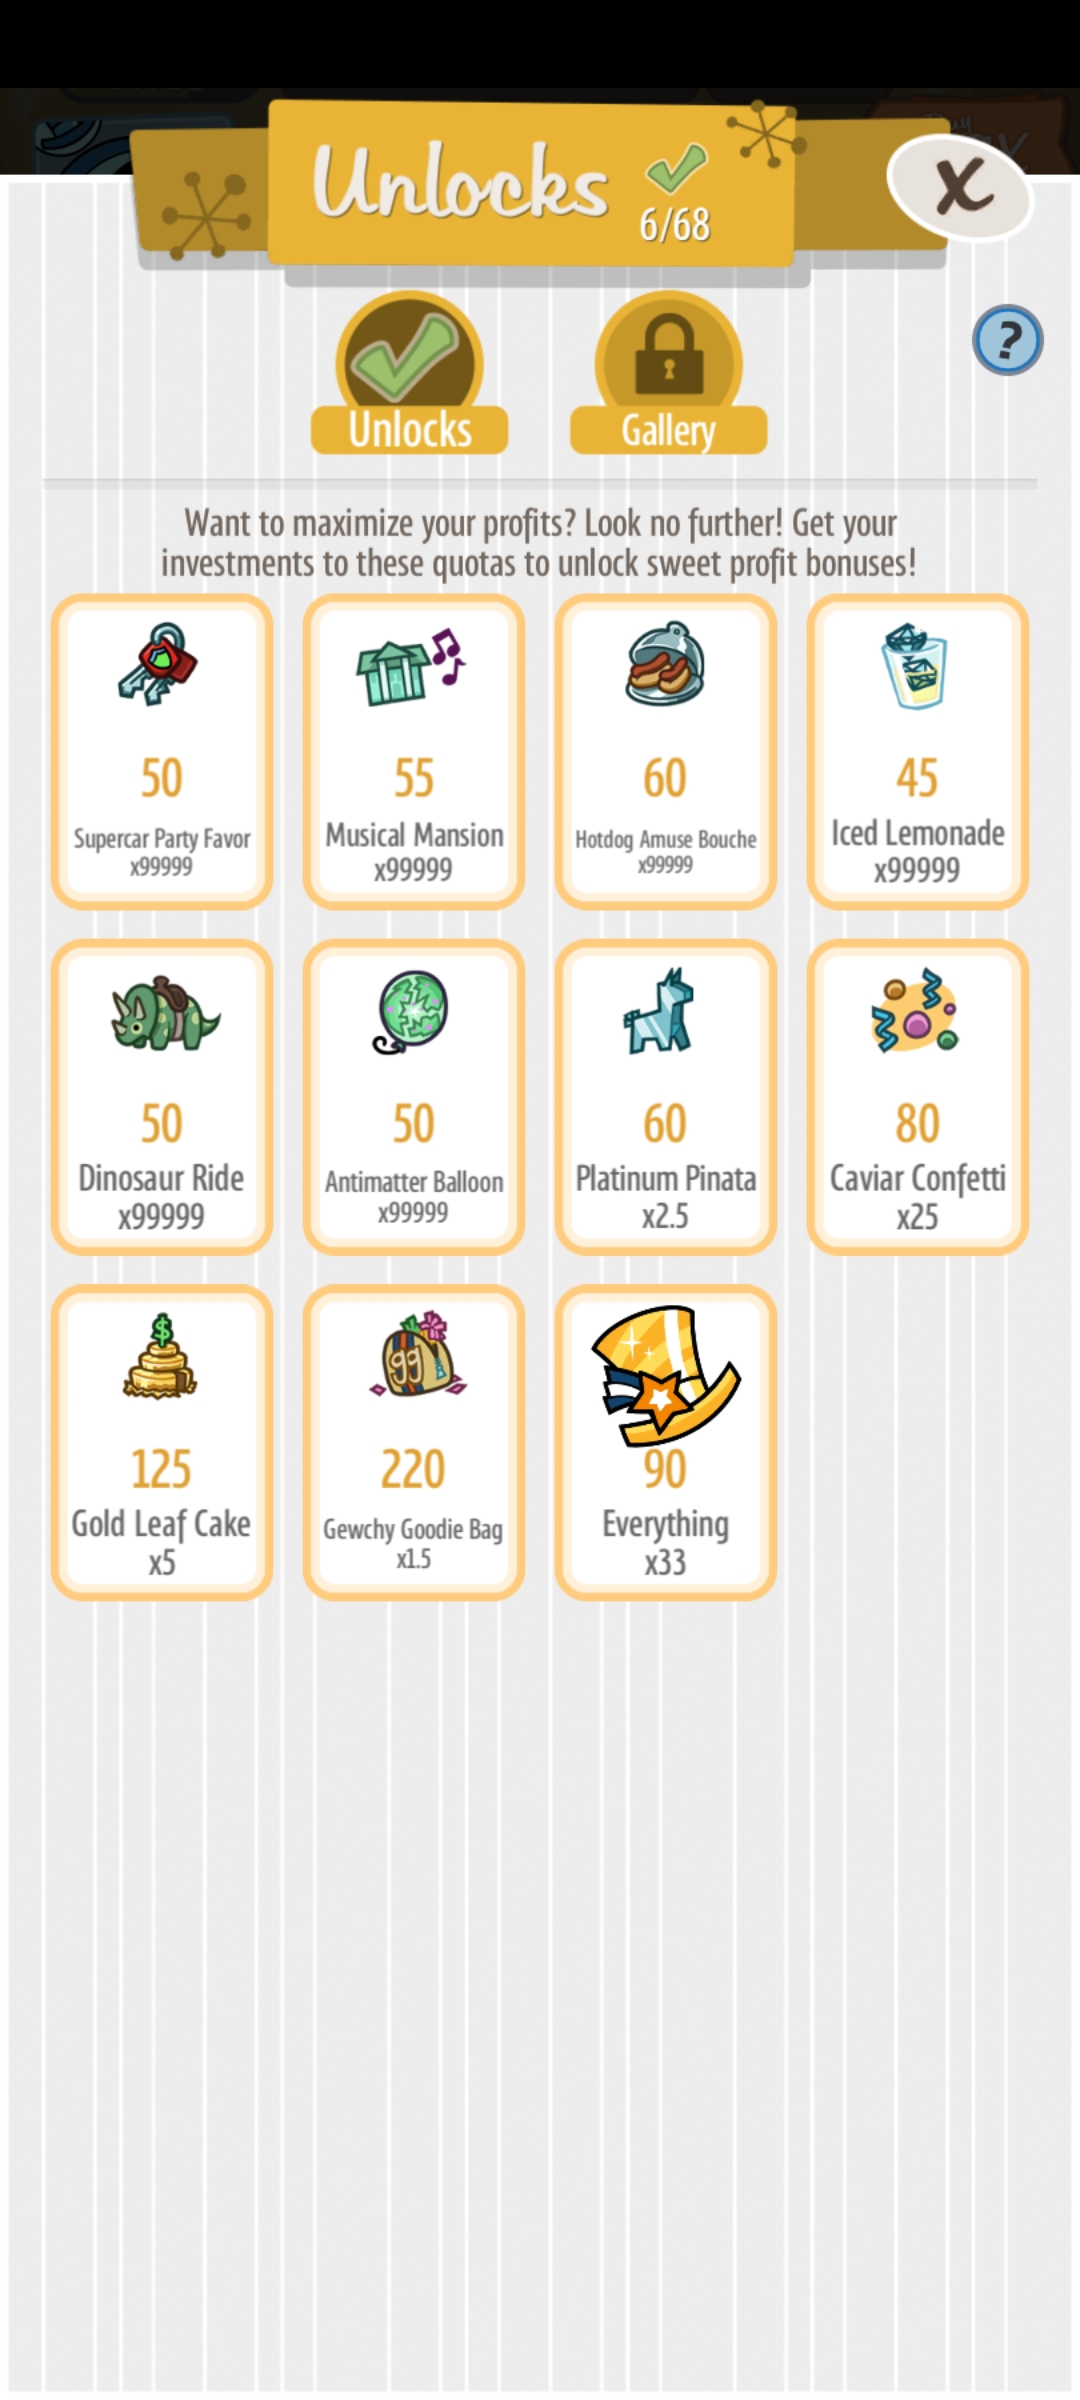 Unlocks
6/68
X
?
Unlocks
Gallery
Want to maximize your profits? Look no further! Get your
investments to these quotas to unlock sweet profit bonuses!
50
Supercar Party Favor
x99999
55
Musical Mansion
x99999
60
Hotdog Amuse Bouche
x99999
45
Iced Lemonade
x99999
50
Dinosaur Ride
x99999
50
Antimatter Balloon
x99999
60
Platinum Pinata
x2.5
80
Caviar Confetti
x25
$
125
Gold Leaf Cake
x5
gg
220
Gewchy Goodie Bag
x1.5
90
Everything
x33